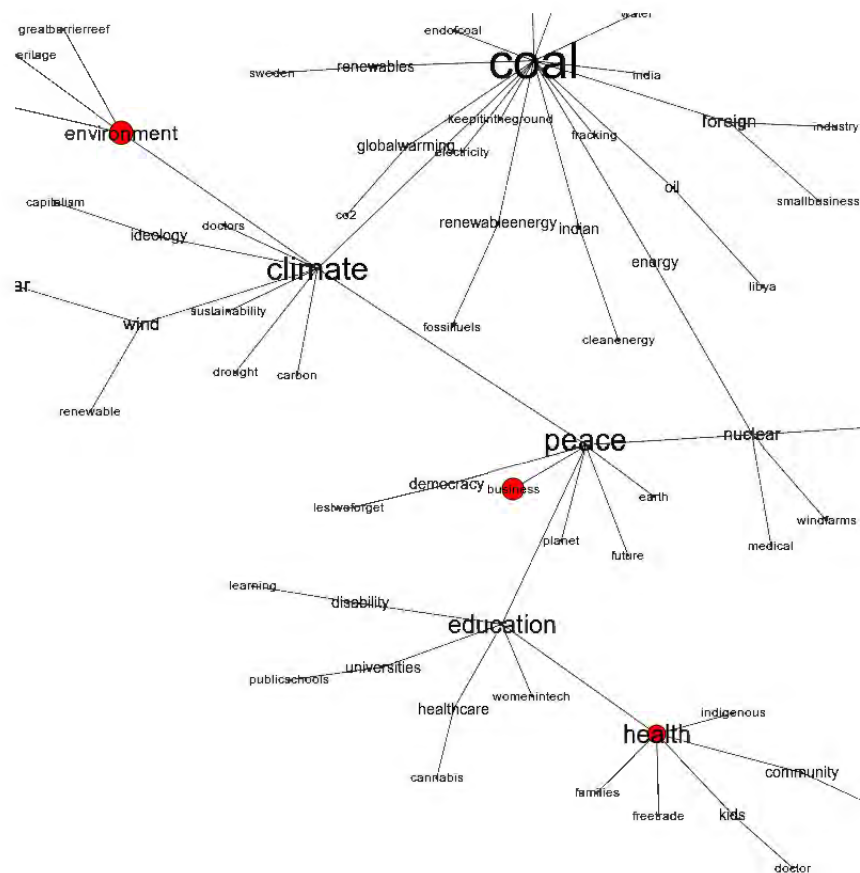 water
greatbarrierreef
endofcoal
erilage
coal
renewables
sweden
india
keepitintheground
foreign
industry
environment
fracking
globalwarming
electricity
oil
capitalism
smallbusiness
co2
doctors
renewableenergy
indian
ideology
energy
climate
ar
libya
sustainability
wind
fossilfuels
cleanenergy
drought
carbon
renewable
peace
nuclear
democracy
business
earth
lestweforget
windfarms
planet
medical
future
learning
disability
education
universities
publicschools
womenintech
healthcare
indigenous
health
community
cannabis
families
freetrade
kids
doctor